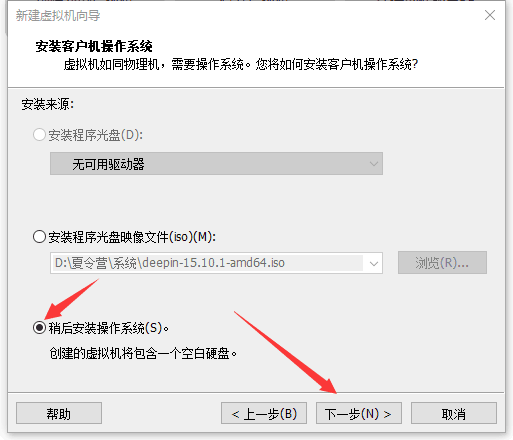 新建虚拟机向导
安装客户机操作系统
虚拟机如同物理机，需要操作系统。您将如何安装客户机操作系统?
安装来源:
安装程序光盘(D):
无可用驱动器
安装程序光盘映像文件(iso)(M):
D:\夏令营\系统\deepin-15.10.1-amd64.iso
浏览(R)...
稍后安装操作系统(S)。
创建的虚拟机将包含一个空白硬盘。
帮助
< 上一步(B)
下一步(N) >
取消